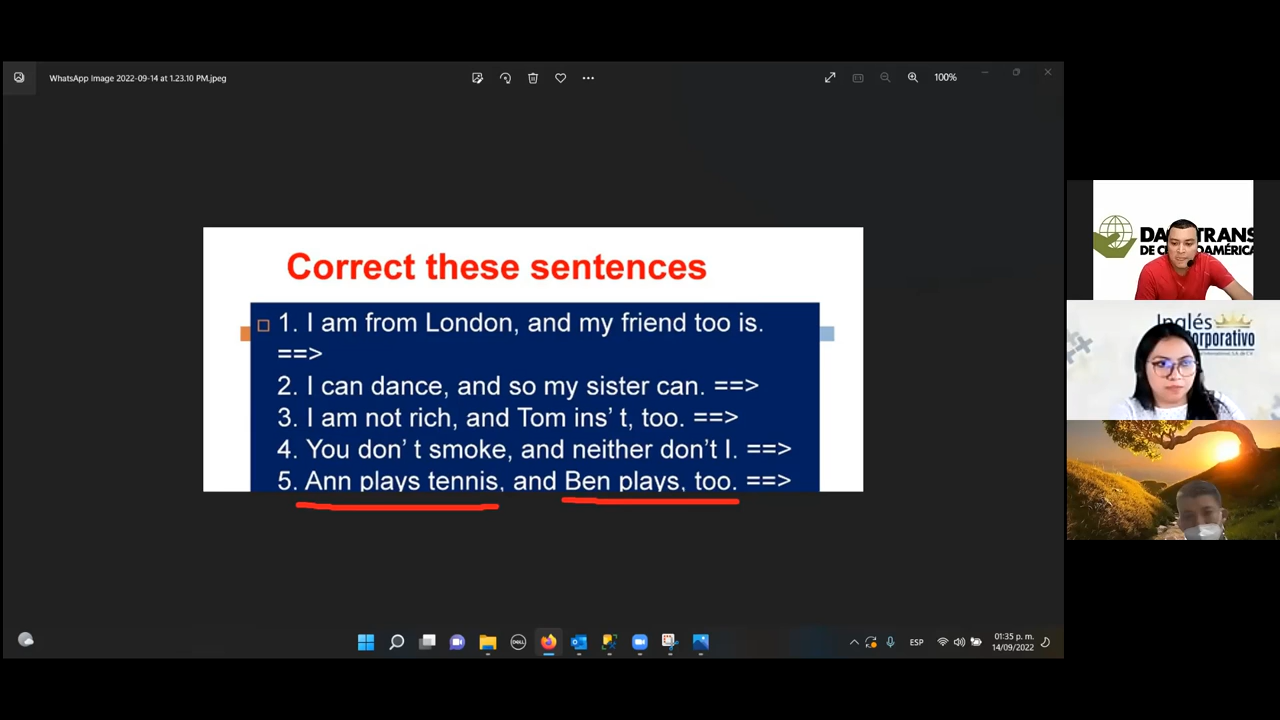 WhatsApp Image 2022-09-14 at 1.23.10 PM.jpeg
100%
Correct these sentences
1. I am from London, and my friend too is.
==>
2. I can dance, and so my sister can. ==>
3. I am not rich, and Tom ins' t, too. ==>
4. You don' t smoke, and neither don't I. ==>
5. Ann plays tennis, and Ben plays, too. ==>
TRANS
Inglés
DELL
ESP
01:35 p. m.
14/09/2022